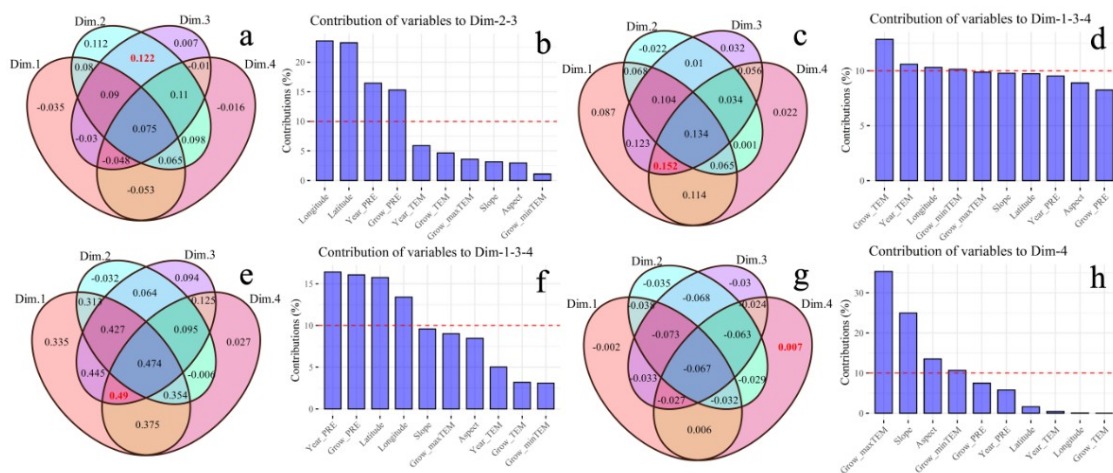 a
Dim.1
Dim.2
Dim.3
Dim.4
0.112
0.007
0.122
0.08
-0.01
-0.035
0.09
0.11
-0.016
0.075
-0.03
0.098
-0.048
0.065
-0.053
b
Contribution of variables to Dim-2-3
Contributions (%)
20
15
10
5
0
Longitude
Latitude
Year_PRE
Grow_PRE
Year_TEM
Grow_TEM
Grow_maxTEM
Slope
Aspect
Grow_minTEM
c
Dim.1
Dim.2
Dim.3
Dim.4
-0.022
0.032
0.01
0.068
0.056
0.087
0.104
0.034
0.022
0.134
0.123
0.001
0.152
0.065
0.114
d
Contribution of variables to Dim-1-3-4
Contributions (%)
10
5
0
Grow_TEM
Year_TEM
Longitude
Grow_minTEM
Grow_maxTEM
Slope
Latitude
Year_PRE
Aspect
Grow_PRE
e
Dim.1
Dim.2
Dim.3
Dim.4
-0.032
0.094
0.064
0.125
0.335
0.427
0.095
0.027
0.474
0.445
-0.006
0.49
0.354
0.375
f
Contribution of variables to Dim-1-3-4
Contributions (%)
15
10
5
0
Year_PRE
Grow_PRE
Latitude
Longitude
Slope
Grow_maxTEM
Aspect
Year_TEM
Grow_TEM
Grow_minTEM
g
Dim.1
Dim.2
Dim.3
Dim.4
-0.035
-0.03
-0.068
-0.024
-0.002
-0.073
-0.063
0.007
-0.067
-0.033
-0.029
-0.027
-0.032
0.006
h
Contribution of variables to Dim-4
Contributions (%)
30
20
10
0
Grow_maxTEM
Slope
Aspect
Grow_minTEM
Grow_PRE
Year_PRE
Latitude
Year_TEM
Longitude
Grow_TEM